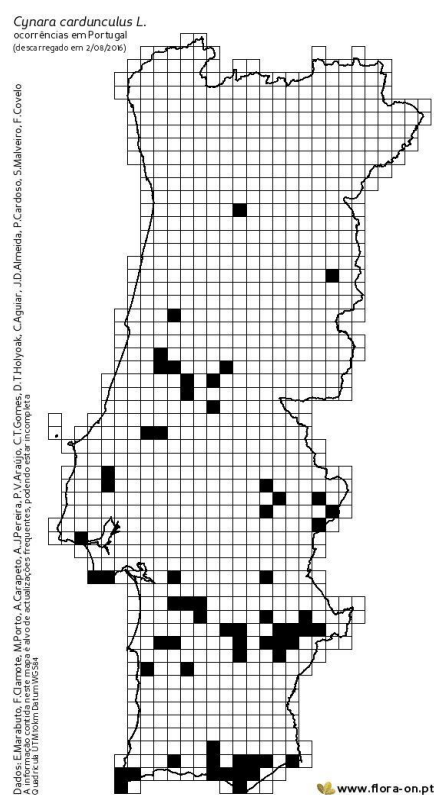 Cynara cardunculus L.
ocorrências em Portugal
(descarregado em 2/08/2016)
Dados: E.Marabuto, F.Clamote, M.Porto, A.Carapeto, A.J.Pereira, P.V.Araújo, C.T.Gomes, D.T.Holyoak, C.Aguiar, J.D.Almeida, P.Cardoso, S.Malveiro, F.Covelo
A informação contida neste mapa é alvo de actualizações frequentes, podendo estar incompleta
Quadrícula UTM 10km Datum WGS84
www.flora-on.pt